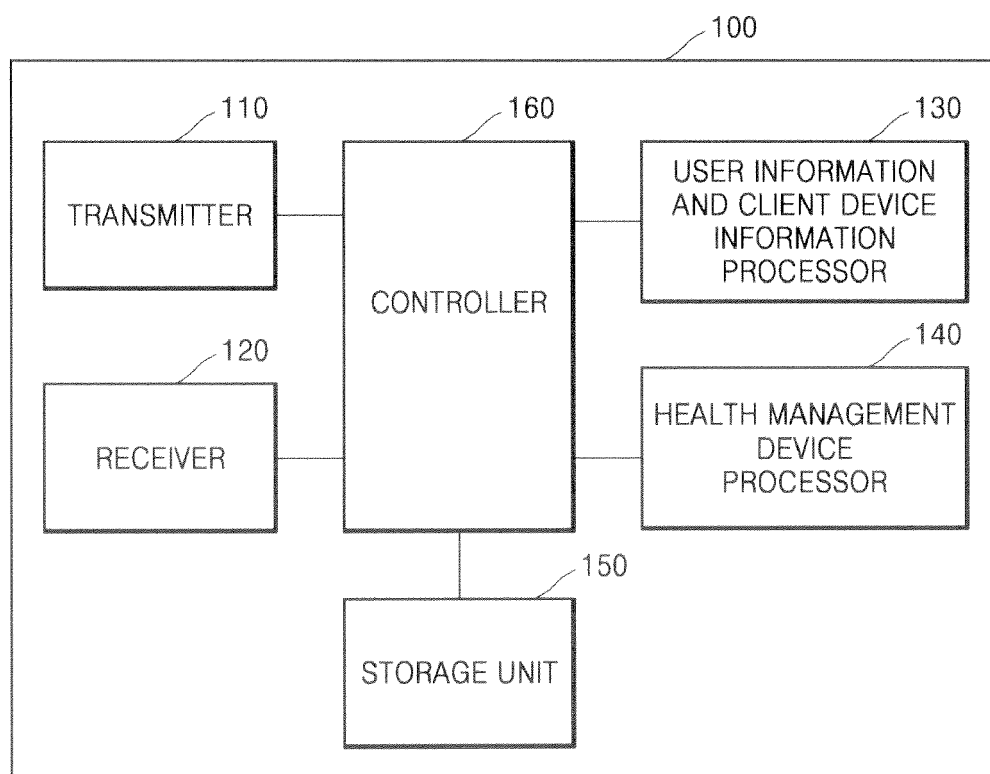 100
110
160
130
TRANSMITTER
CONTROLLER
USER INFORMATION
AND CLIENT DEVICE
INFORMATION
PROCESSOR
120
140
RECEIVER
HEALTH MANAGEMENT
DEVICE
PROCESSOR
150
STORAGE UNIT